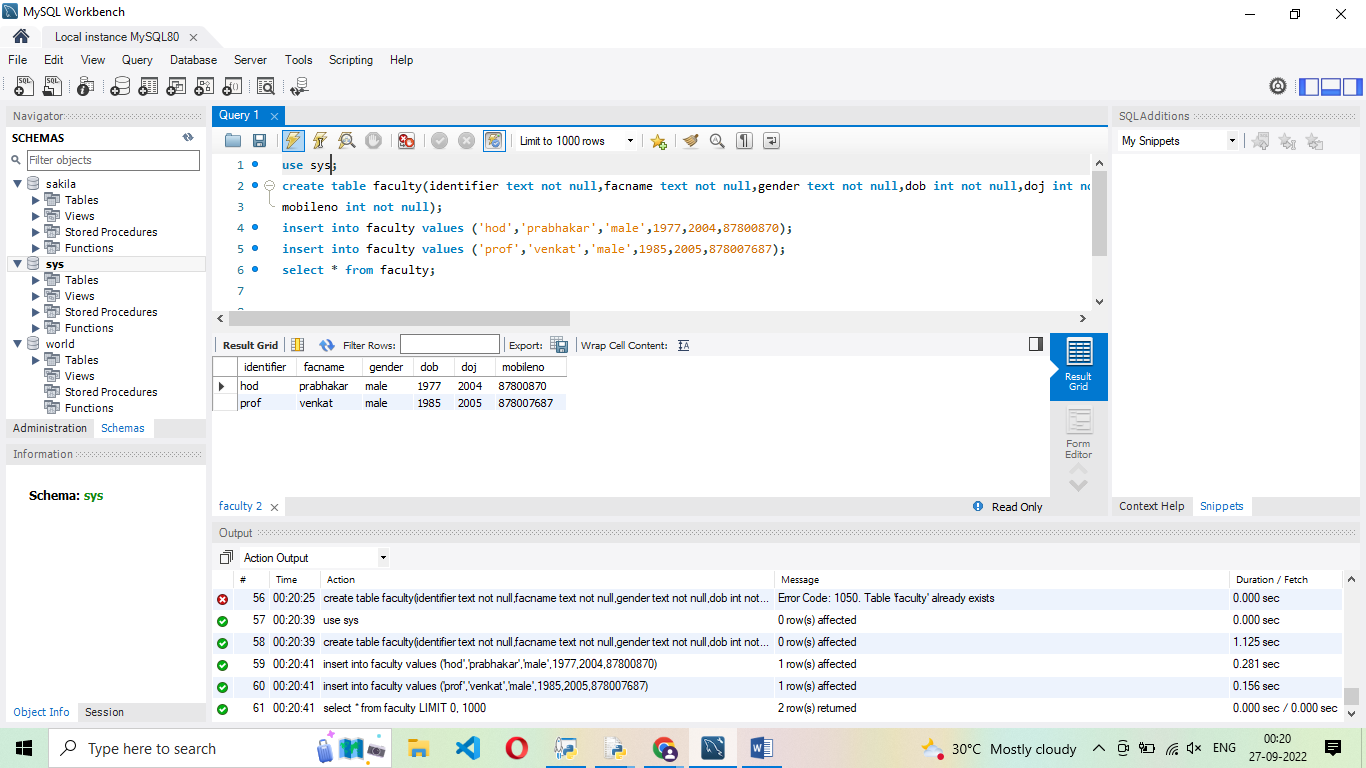 MySQL Workbench
Local instance MySQL80
File Edit View Query Database Server Tools Scripting Help
Navigator
SCHEMAS
Filter objects
sakila
Tables
Views
Stored Procedures
Functions
sys
Tables
Views
Stored Procedures
Functions
world
Tables
Views
Stored Procedures
Functions
Administration Schemas
Information
Schema: sys
Object Info Session
Query 1
Limit to 1000 rows
1 use sys;
2 create table faculty(identifier text not null,facname text not null,gender text not null,dob int not null,doj int
3 mobileno int not null);
4 insert into faculty values ('hod','prabhakar','male',1977,2004,87800870);
5 insert into faculty values ('prof','venkat','male',1985,2005,878007687);
6 select * from faculty;
7
Result Grid Filter Rows: Export: Wrap Cell Content:
identifier facname gender dob doj mobileno
hod prabhakar male 1977 2004 87800870
prof venkat male 1985 2005 878007687
Result Grid
Form Editor
faculty 2
Read Only
SQLAdditions
My Snippets
Context Help Snippets
Output
Action Output
# Time Action Message Duration / Fetch
56 00:20:25 create table faculty(identifier text not null,facname text not null,gender text not null,dob int not... Error Code: 1050. Table 'faculty' already exists 0.000 sec
57 00:20:39 use sys 0 row(s) affected 0.000 sec
58 00:20:39 create table faculty(identifier text not null,facname text not null,gender text not null,dob int not... 0 row(s) affected 1.125 sec
59 00:20:41 insert into faculty values ('hod','prabhakar','male',1977,2004,87800870) 1 row(s) affected 0.281 sec
60 00:20:41 insert into faculty values ('prof','venkat','male',1985,2005,878007687) 1 row(s) affected 0.156 sec
61 00:20:41 select * from faculty LIMIT 0, 1000 2 row(s) returned 0.000 sec / 0.000 sec
Type here to search
30°C Mostly cloudy
ENG
00:20
27-09-2022